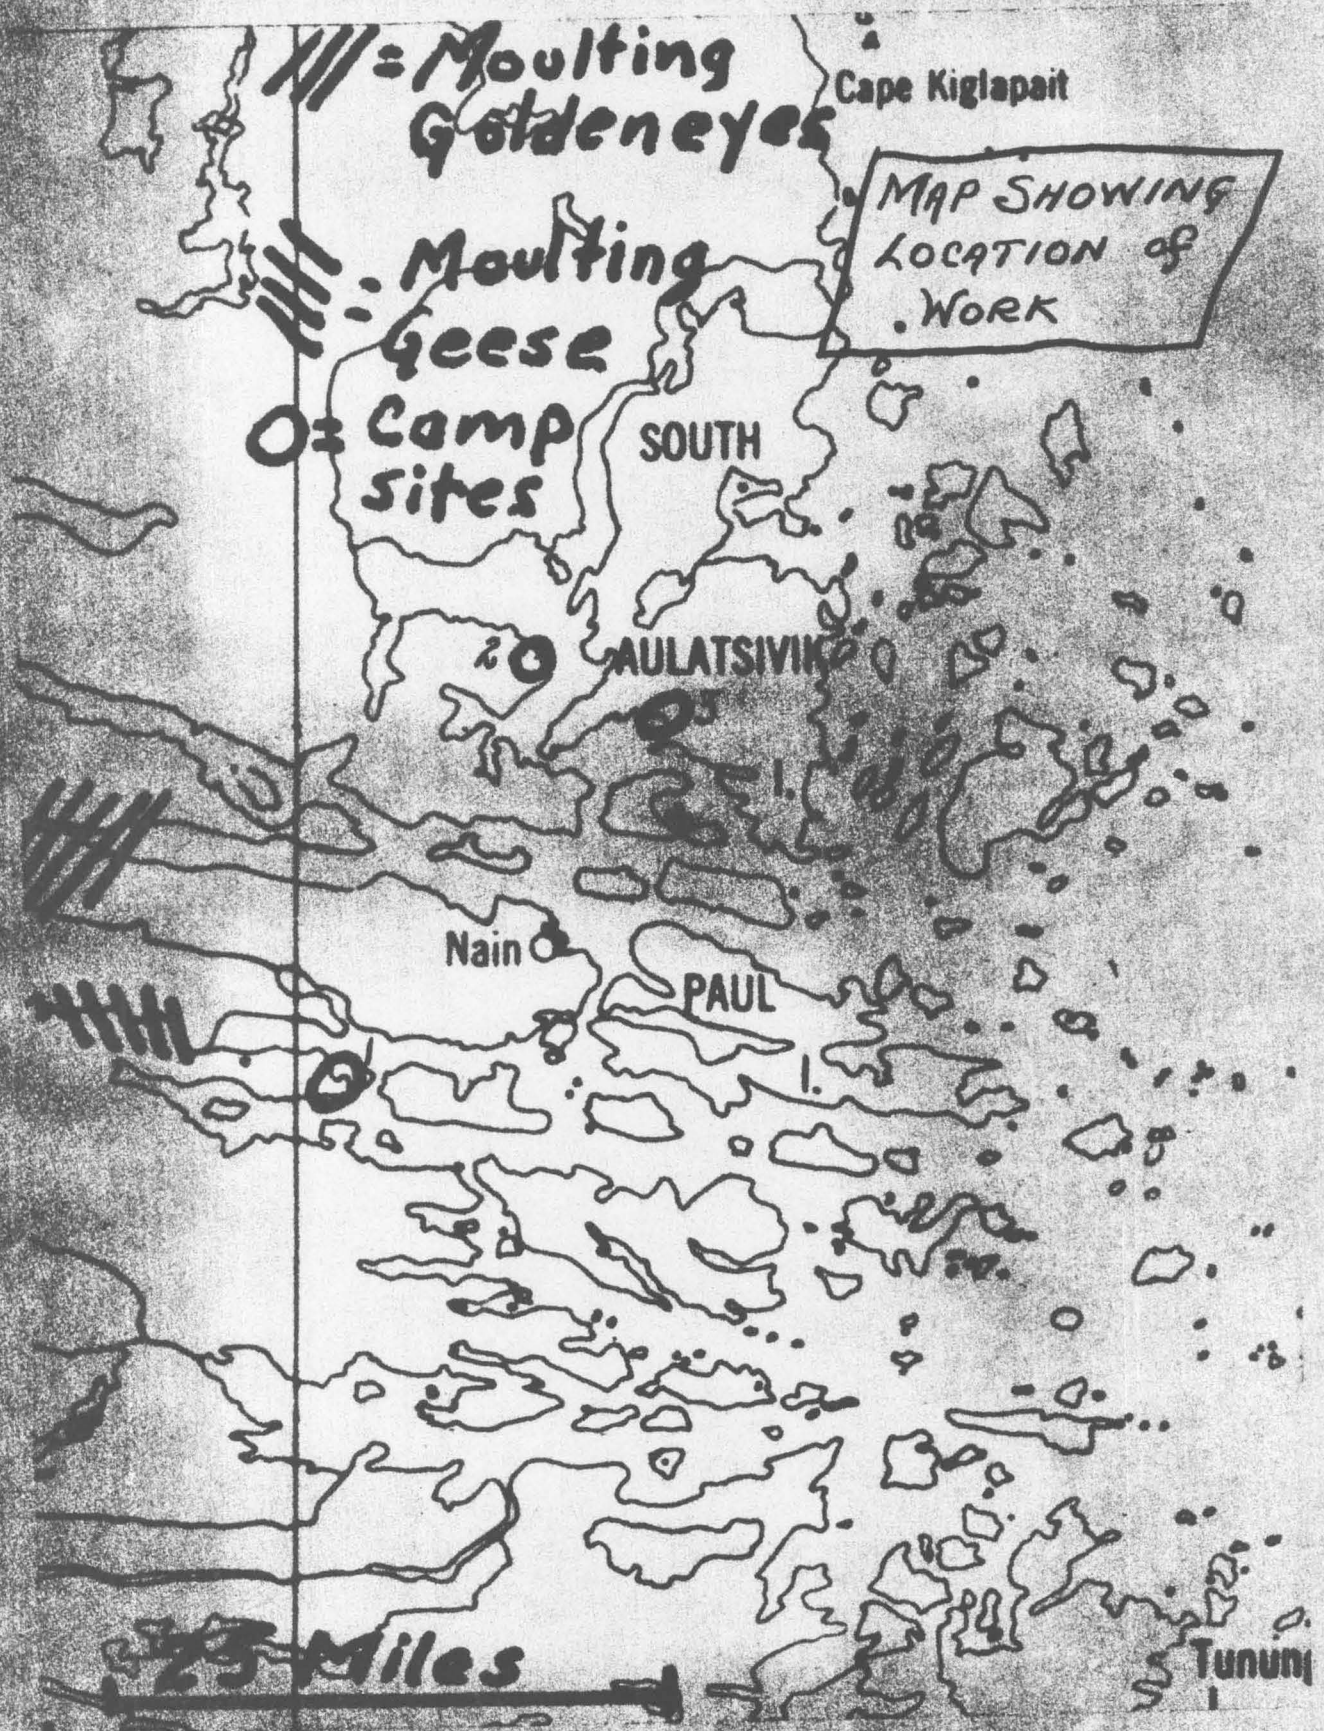 = Moulting
Goldeneyes
Cape Kiglapait
MAP SHOWING
LOCATION of
WORK
= Moulting
Geese
= Camp
sites
SOUTH
2
AULATSIVIK
3
I.
Nain
PAUL
1
I.
25 Miles
Tunun